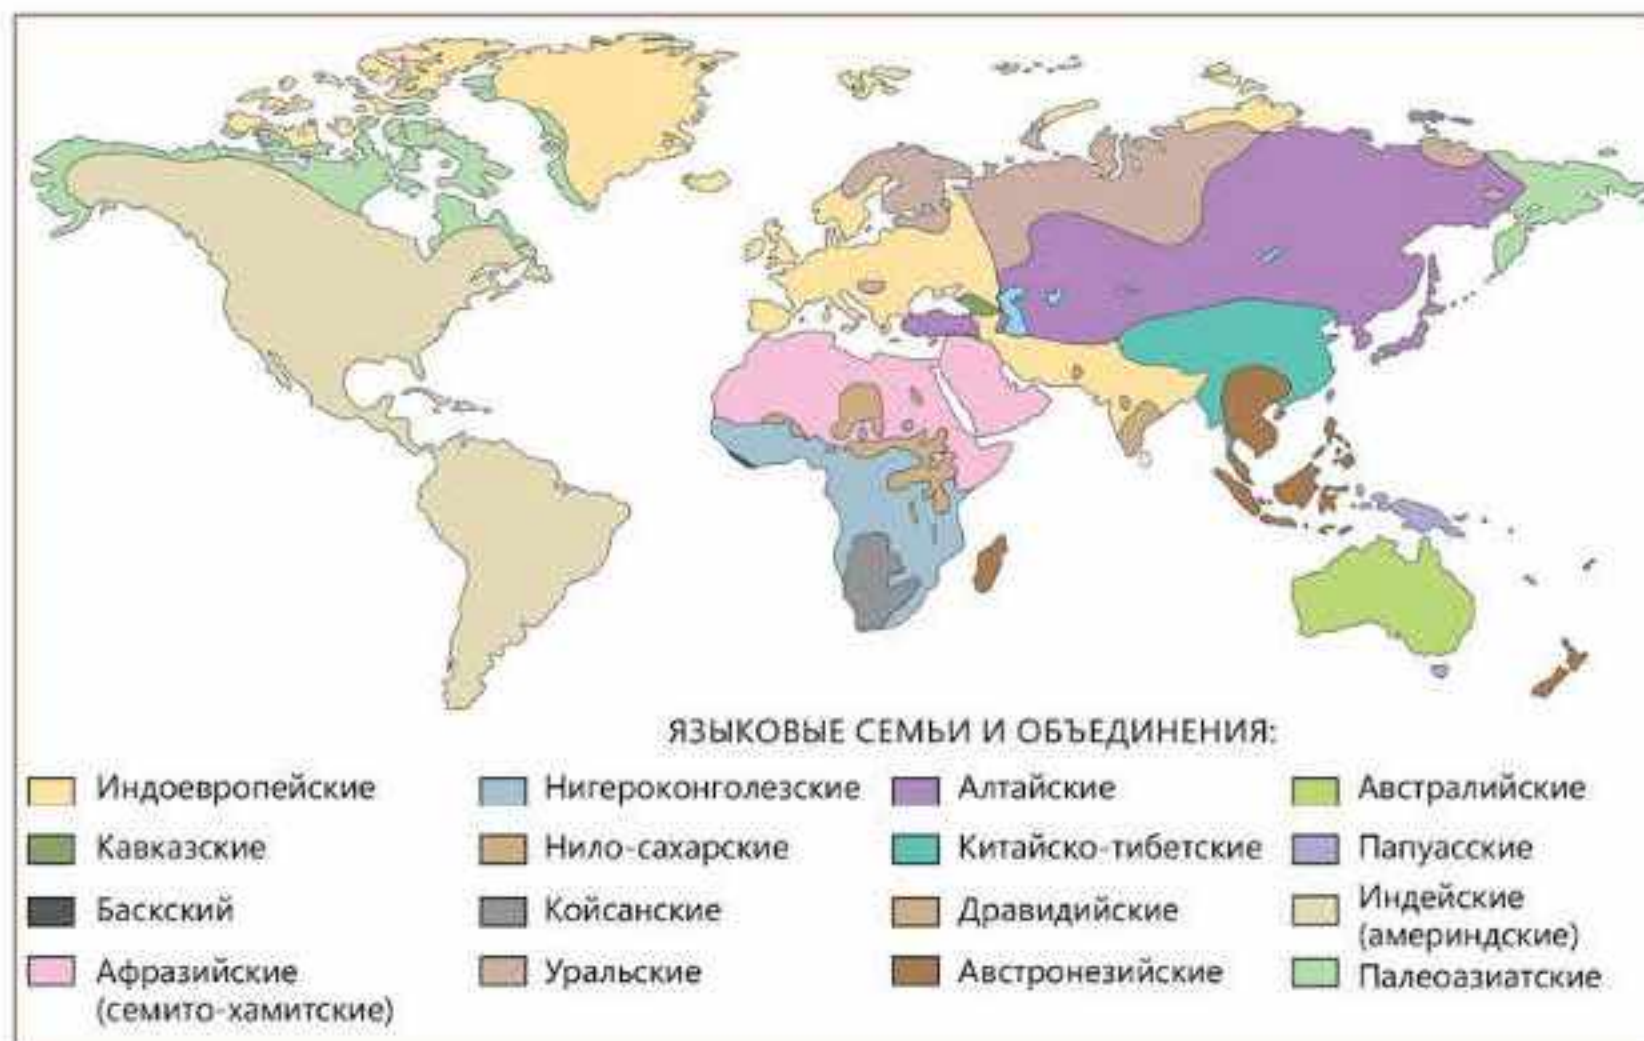 ЯЗЫКОВЫЕ СЕМЬИ И ОБЪЕДИНЕНИЯ:
Индоевропейские
Кавказские
Баскский
Афразийские
(семито-хамитские)
Нигероконголезские
Нило-сахарские
Койсанские
Уральские
Алтайские
Китайско-тибетские
Дравидийские
Австронезийские
Австралийские
Папуасские
Индейские
(америндские)
Палеоазиатские